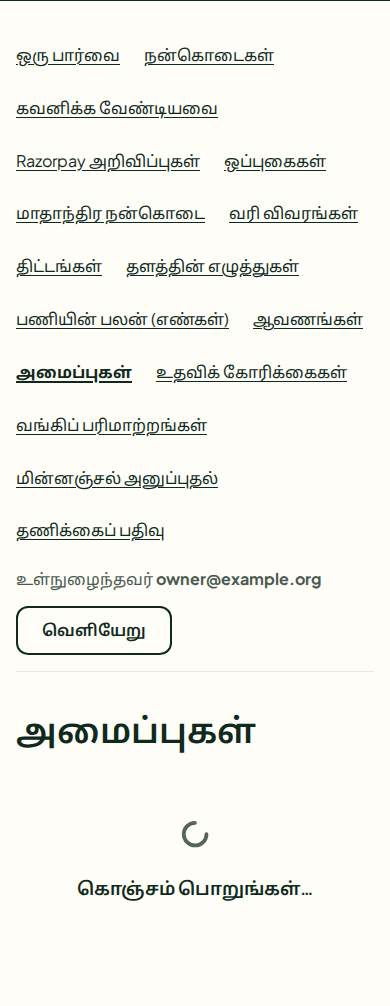 ஒரு பார்வை நன்கொடைகள்
கவனிக்க வேண்டியவை
Razorpay அறிவிப்புகள் ஒப்புகைகள்
மாதாந்திர நன்கொடை வரி விவரங்கள்
திட்டங்கள் தளத்தின் எழுத்துகள்
பணியின் பலன் (எண்கள்) ஆவணங்கள்
அமைப்புகள் உதவிக் கோரிக்கைகள்
வங்கிப் பரிமாற்றங்கள்
மின்னஞ்சல் அனுப்புதல்
தணிக்கைப் பதிவு
உள்நுழைந்தவர் owner@example.org
வெளியேறு
அமைப்புகள்
கொஞ்சம் பொறுங்கள்…